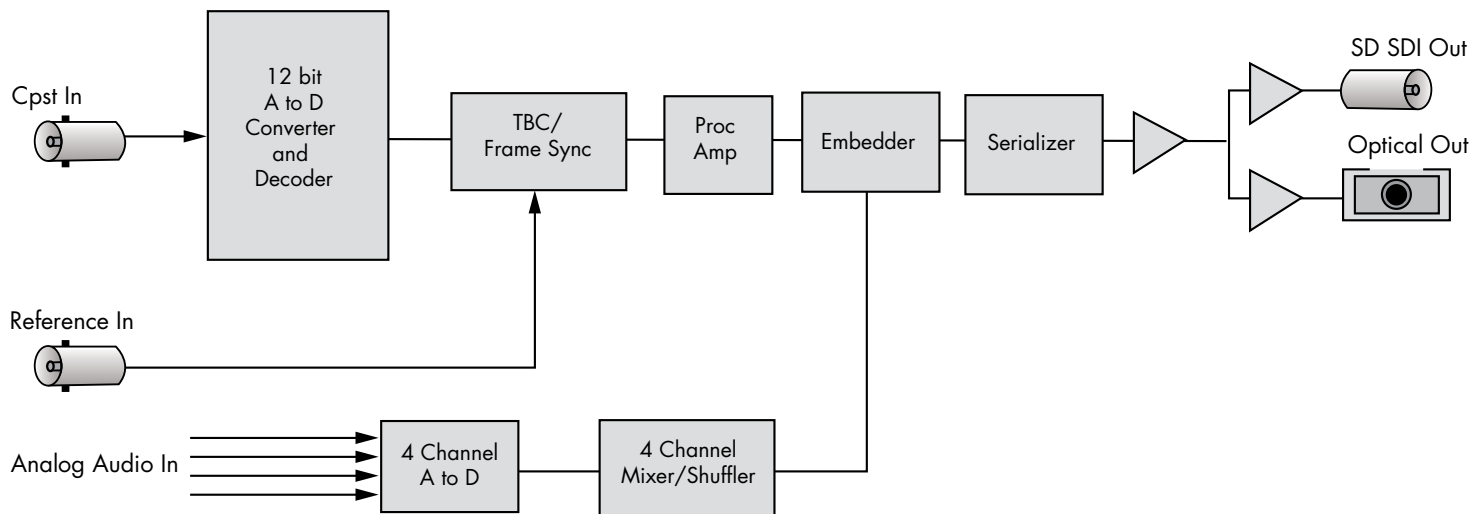 Cpst In
12 bit
A to D
Converter
and
Decoder
TBC/
Frame Sync
Proc
Amp
Embedder
Serializer
SD SDI Out
Optical Out
Reference In
Analog Audio In
4 Channel
A to D
4 Channel
Mixer/Shuffler